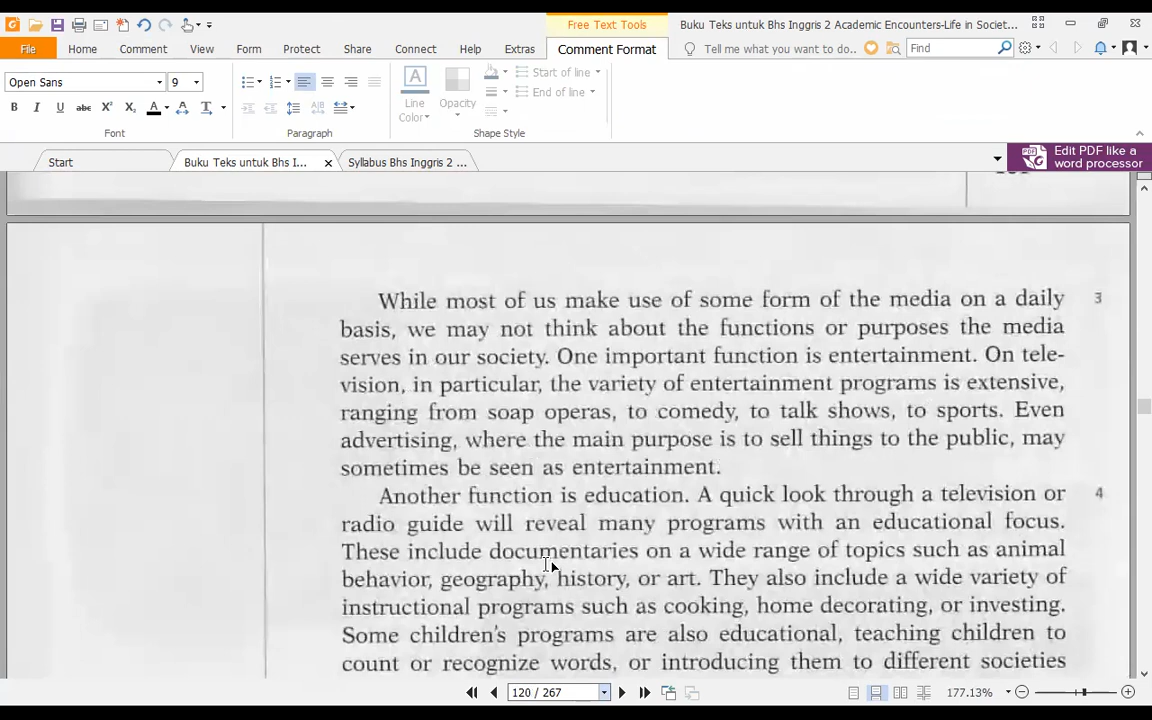 Free Text Tools
Buku Teks untuk Bhs Inggris 2 Academic Encounters-Life in Societ...
File
Home
Comment
View
Form
Protect
Share
Connect
Help
Extras
Comment Format
Tell me what you want to do..
Find
Open Sans
9
Line
Color
Opacity
Start of line
End of line
Font
Paragraph
Shape Style
Start
Buku Teks untuk Bhs I...
Syllabus Bhs Inggris 2 ...
Edit PDF like a
word processor
While most of us make use of some form of the media on a daily 3
basis, we may not think about the functions or purposes the media
serves in our society. One important function is entertainment. On tele-
vision, in particular, the variety of entertainment programs is extensive,
ranging from soap operas, to comedy, to talk shows, to sports. Even
advertising, where the main purpose is to sell things to the public, may
sometimes be seen as entertainment.
Another function is education. A quick look through a television or 4
radio guide will reveal many programs with an educational focus.
These include documentaries on a wide range of topics such as animal
behavior, geography, history, or art. They also include a wide variety of
instructional programs such as cooking, home decorating, or investing.
Some children's programs are also educational, teaching children to
count or recognize words, or introducing them to different societies
120 / 267
177.13%